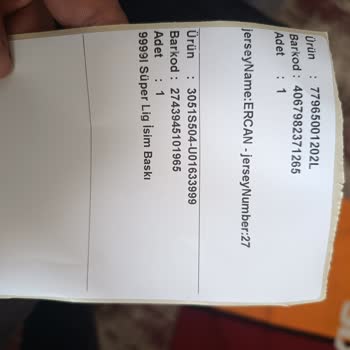 Ürün : 77965001202L
Barkod : 4067982371265
Adet : 1
jerseyName:ERCAN - jerseyNumber:27
Ürün : 3051S504-U01633999
Barkod : 2743945101965
Adet : 1
9999I Süper Lig İsim Baskı